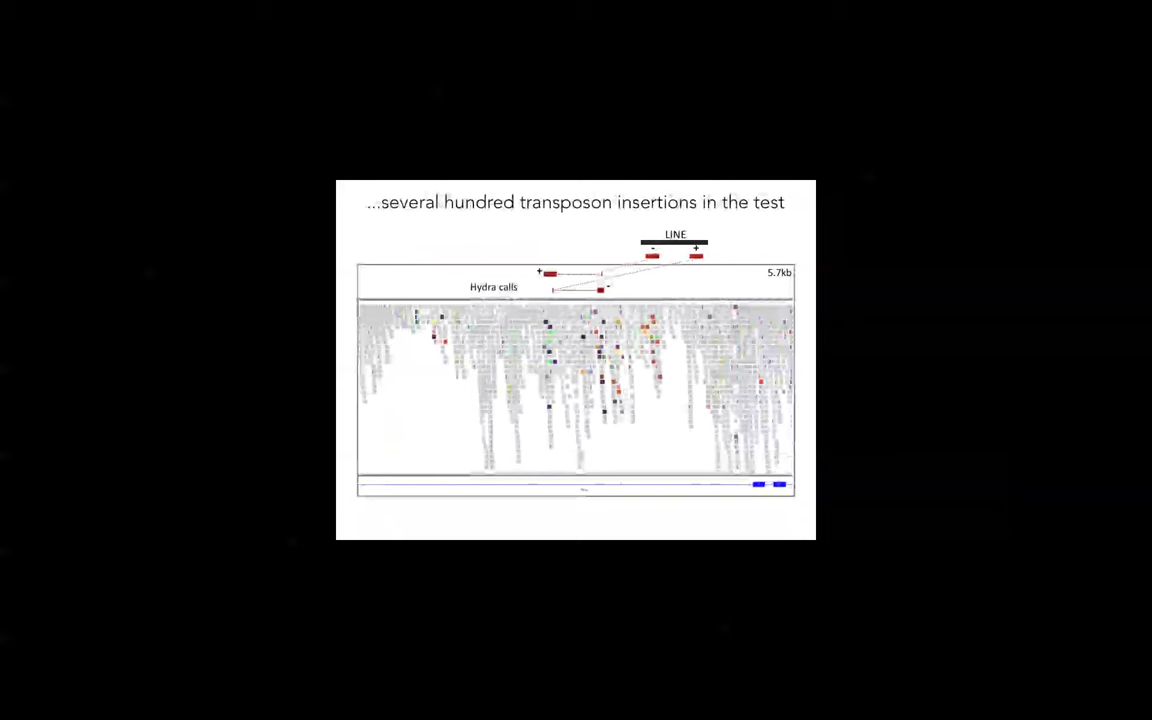 ...several hundred transposon insertions in the test
LINE
- +
+
5.7kb
Hydra calls
-